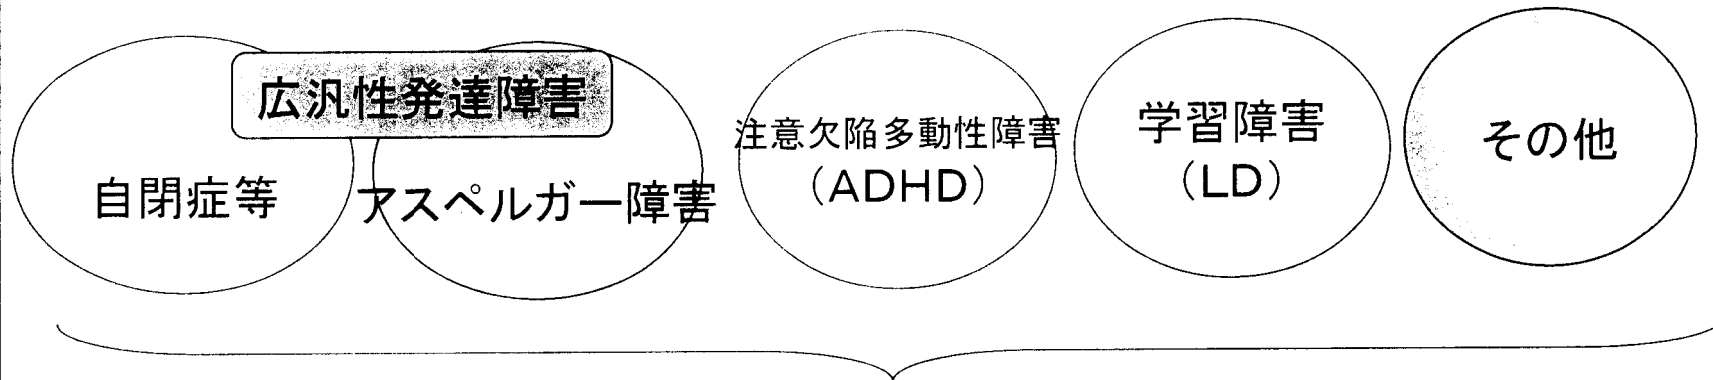 広汎性発達障害
自閉症等
アスペルガー障害
注意欠陥多動性障害
(ADHD)
学習障害
(LD)
その他